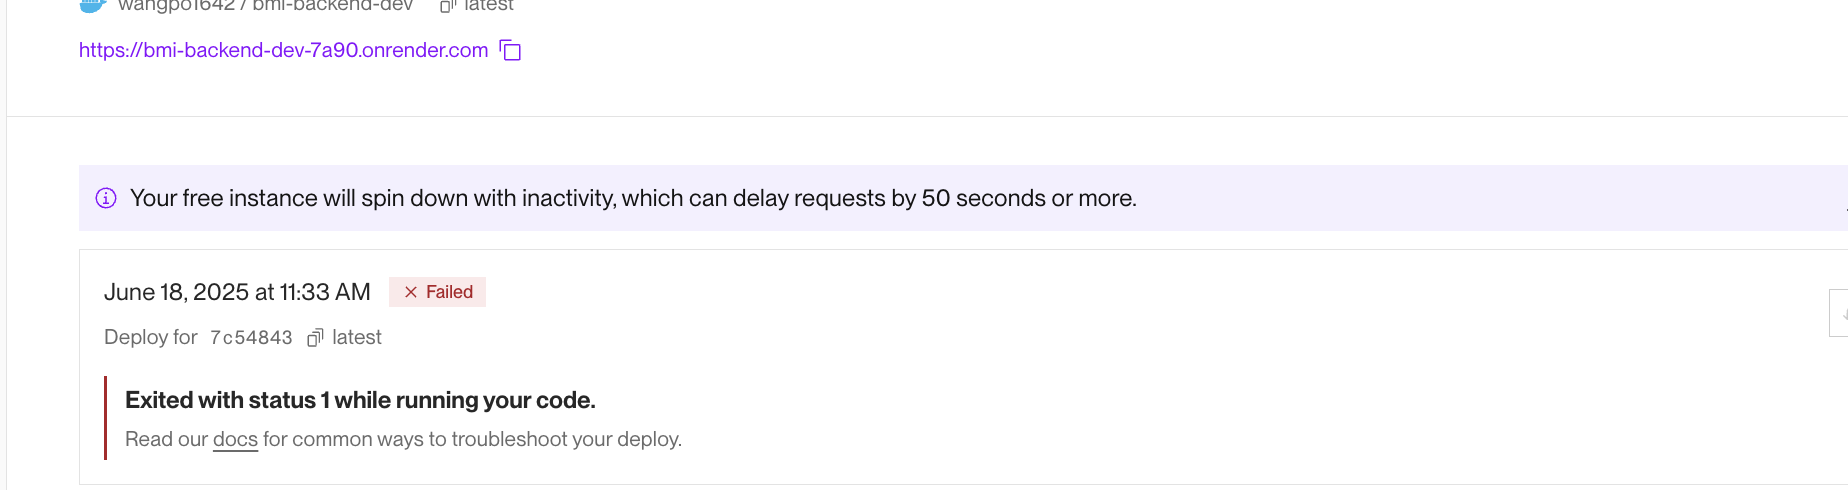 wangpo1642 / bmi-backend-dev latest
https://bmi-backend-dev-7a90.onrender.com
Your free instance will spin down with inactivity, which can delay requests by 50 seconds or more.
June 18, 2025 at 11:33 AM Failed
Deploy for 7c54843 latest
Exited with status 1 while running your code.
Read our docs for common ways to troubleshoot your deploy.